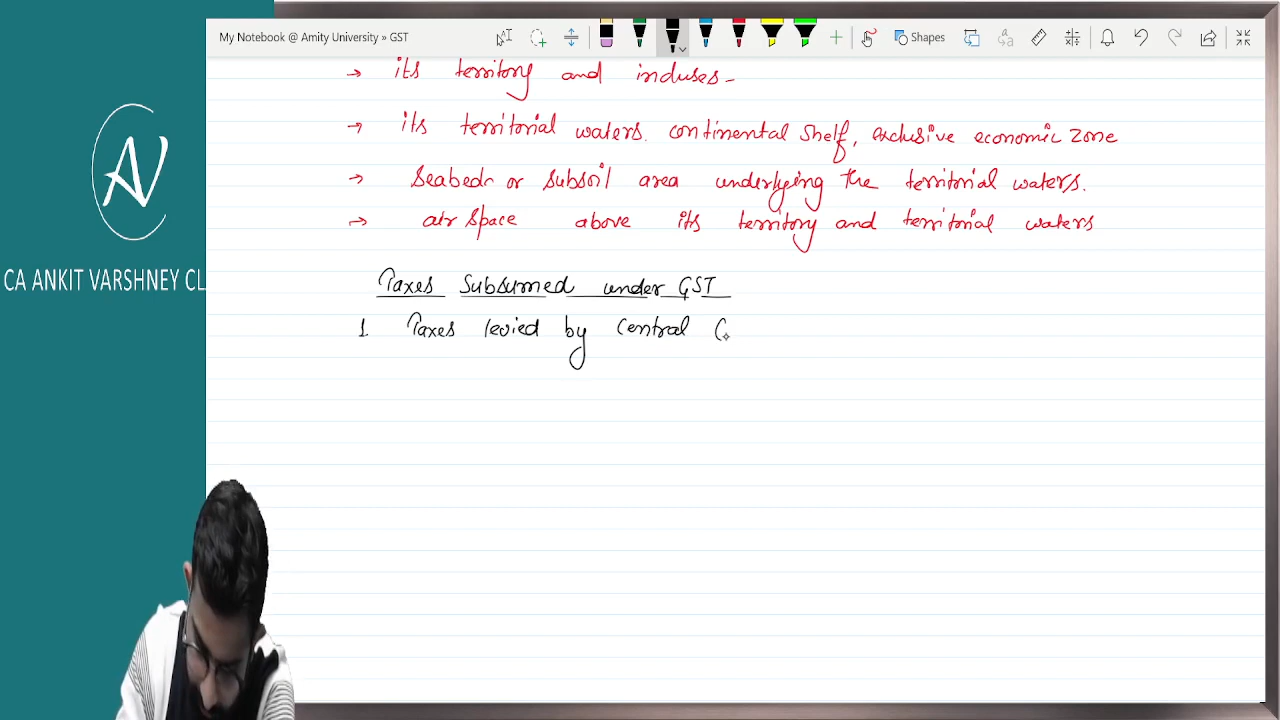 My Notebook @ Amity University » GST
Shapes
→ its territory and includes-
→ its territorial waters. continental shelf, exclusive economic zone
→ Seabed or Subsoil area underlying the territorial waters.
→ air space above its territory and territorial waters
AV
CA ANKIT VARSHNEY CL
Taxes Subsumed under GST
1. Taxes levied by Central G